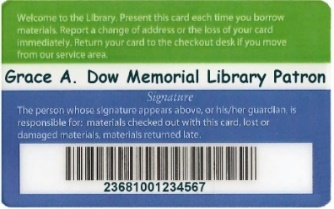 Welcome to the Library. Present this card each time you borrow
materials. Report a change of address or the loss of your card
immediately. Return your card to the checkout desk if you move
from our service area.
Grace A. Dow Memorial Library Patron
Signature
The person whose signature appears above, or his/her guardian, is
responsible for: materials checked out with this card, lost or
damaged materials, materials returned late.
23681001234567